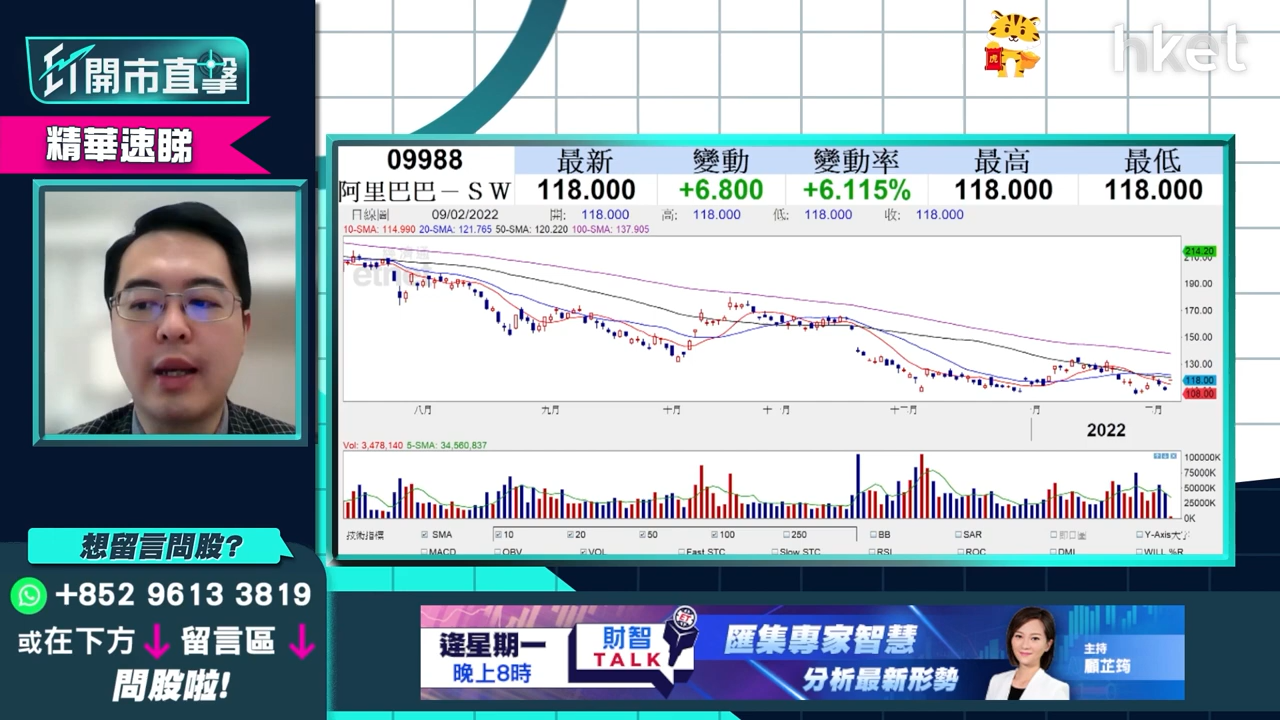 ET開市直擊
精華速睇
hket
虎
09988
最新
變動
變動率
最高
最低
阿里巴巴－ＳＷ
118.000
+6.800
+6.115%
118.000
118.000
日線圖
09/02/2022
開: 118.000
高: 118.000
低: 118.000
收: 118.000
10-SMA: 114.990 20-SMA: 121.765 50-SMA: 120.220 100-SMA: 137.905
214.20
210.00
190.00
170.00
150.00
130.00
118.00
108.00
八月
九月
十月
十一月
十二月
一月
二月
2022
Vol: 3,478,140 5-SMA: 34,560,837
100000K
75000K
50000K
25000K
0K
技術指標
SMA
10
20
50
100
250
BB
SAR
Y-Axis大字
MACD
OBV
VOL
Fast STC
Slow STC
RSI
ROC
DMI
WILL %R
想留言問股?
+852 9613 3819
或在下方 留言區
問股啦!
逢星期一
晚上8時
財智
TALK
匯集專家智慧
分析最新形勢
主持
顧芷筠